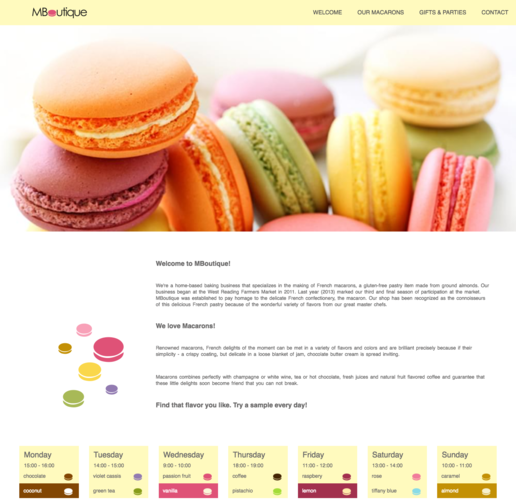 MBoutique
WELCOME OUR MACARONS GIFTS & PARTIES CONTACT
Welcome to MBoutique!
We're a home-based baking business that specializes in the making of French macarons, a gluten-free pastry item made from ground almonds. Our
business began at the West Reading Farmers Market in 2011. Last year (2013) marked our third and final season of participation at the market.
MBoutique was established to pay homage to the delicate French confectionery, the macaron. Our shop has been recognized as the connoisseurs
of this delicious French pastry because of the wonderful variety of flavors from our great master chefs.
We love Macarons!
Renowned macarons, French delights of the moment can be met in a variety of flavors and colors and are brilliant precisely because if their
simplicity - a crispy coating, but delicate in a loose blanket of jam, chocolate butter cream is spread inviting.
Macarons combines perfectly with champagne or white wine, tea or hot chocolate, fresh juices and natural fruit flavored coffee and guarantee that
these little delights soon become friend that you can not break.
Find that flavor you like. Try a sample every day!
Monday Tuesday Wednesday Thursday Friday Saturday Sunday
15:00 - 16:00 14:00 - 15:00 9:00 - 10:00 18:00 - 19:00 11:00 - 12:00 13:00 - 14:00 10:00 - 11:00
chocolate violet cassis passion fruit coffee raspberry rose caramel
coconut green tea vanilla pistachio lemon tiffany blue almond